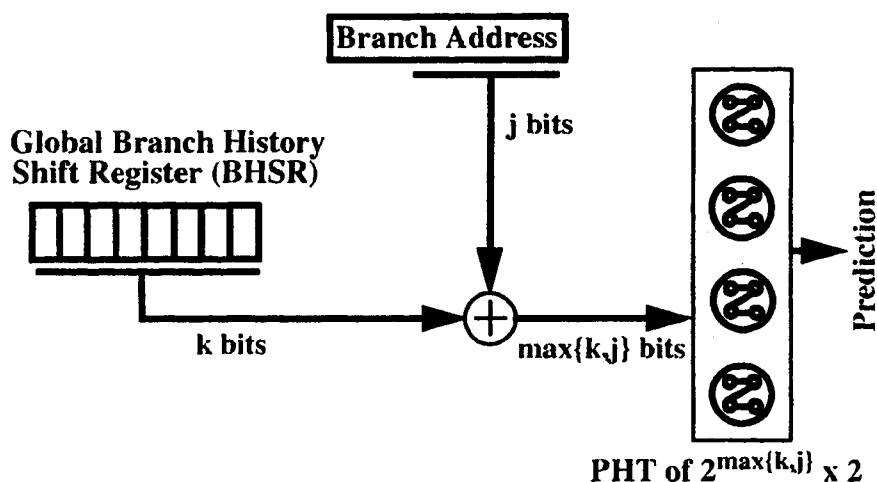 Branch Address
j bits
Global Branch History
Shift Register (BHSR)
k bits
max{k,j} bits
Prediction
PHT of 2^max{k,j} x 2